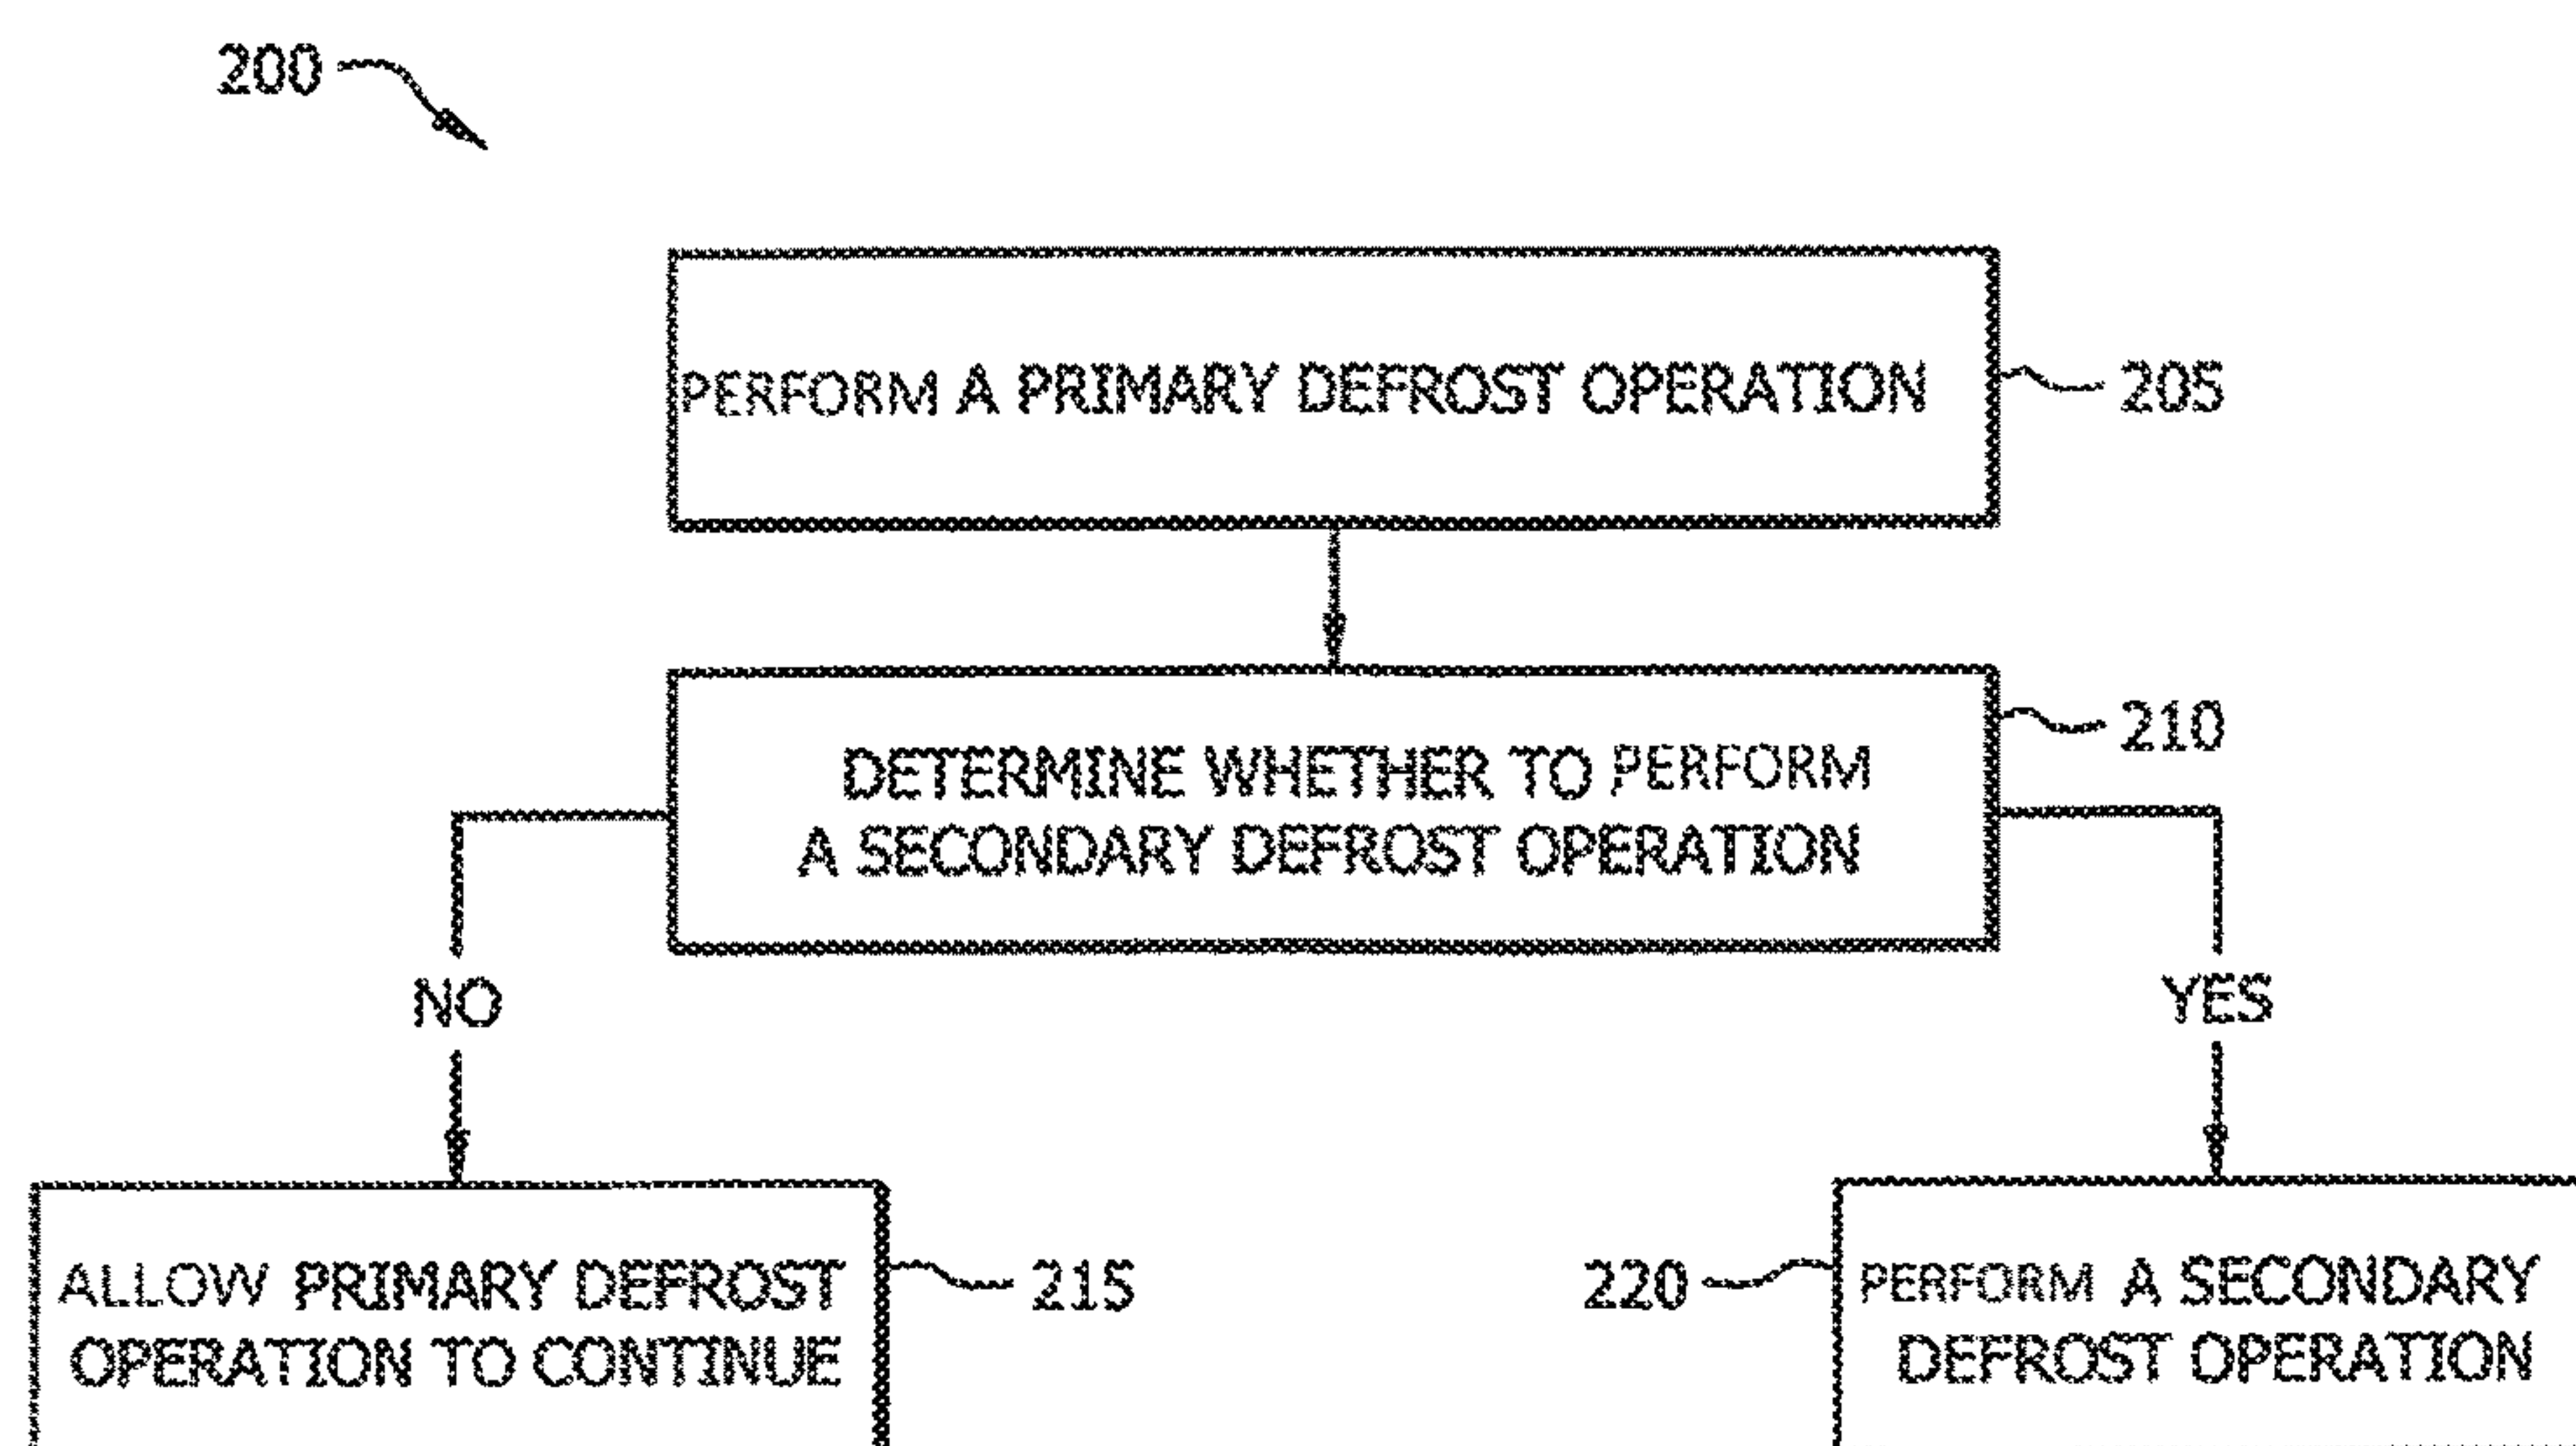 200
PERFORM A PRIMARY DEFROST OPERATION
205
DETERMINE WHETHER TO PERFORM
A SECONDARY DEFROST OPERATION
210
NO
YES
ALLOW PRIMARY DEFROST
OPERATION TO CONTINUE
215
220
PERFORM A SECONDARY
DEFROST OPERATION